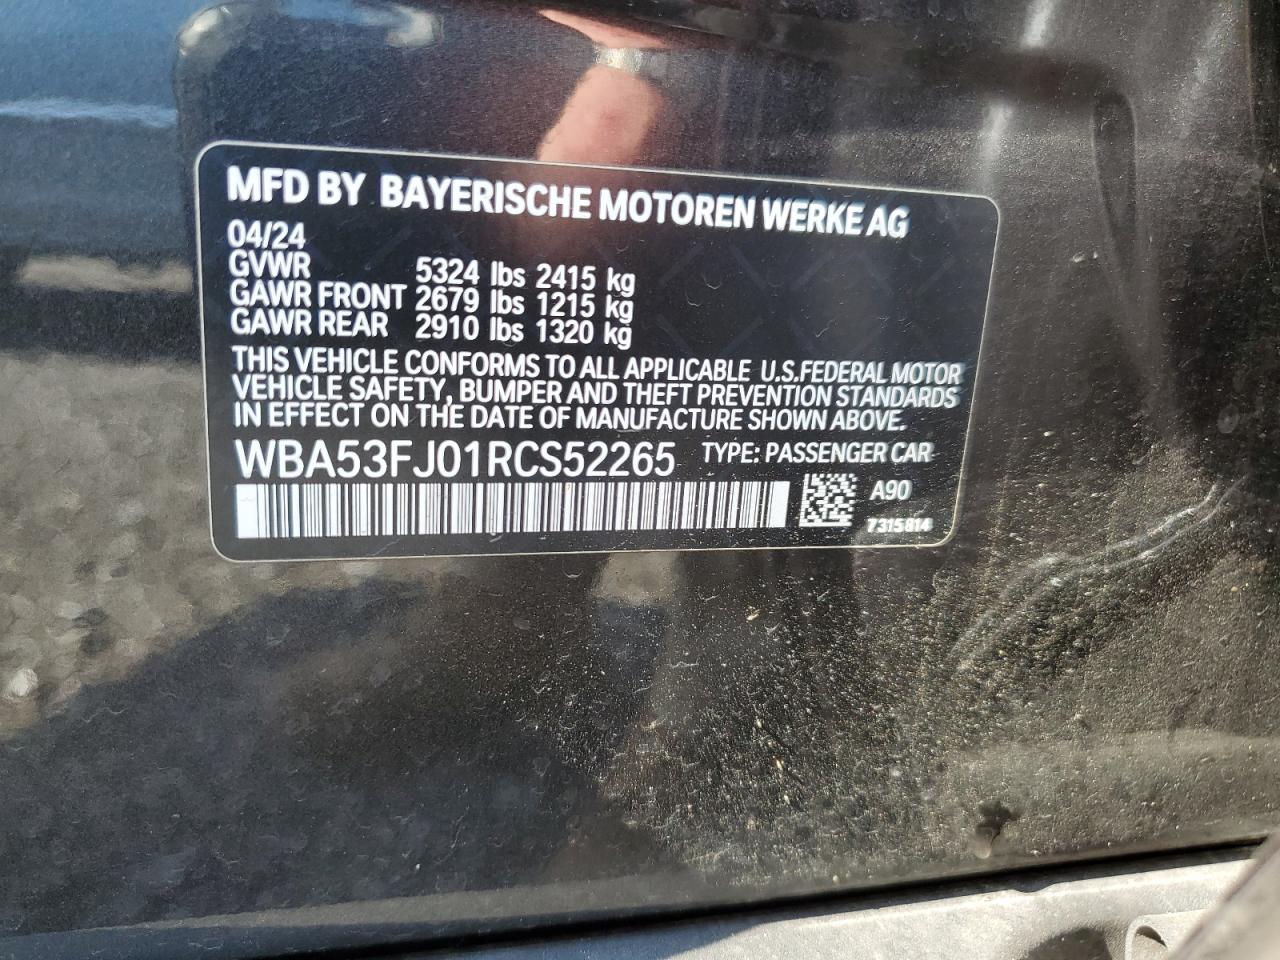 MFD BY BAYERISCHE MOTOREN WERKE AG
04/24
GVWR 5324 lbs 2415 kg
GAWR FRONT 2679 lbs 1215 kg
GAWR REAR 2910 lbs 1320 kg
THIS VEHICLE CONFORMS TO ALL APPLICABLE U.S.FEDERAL MOTOR
VEHICLE SAFETY, BUMPER AND THEFT PREVENTION STANDARDS
IN EFFECT ON THE DATE OF MANUFACTURE SHOWN ABOVE.
WBA53FJ01RCS52265 TYPE: PASSENGER CAR
A90
7315814